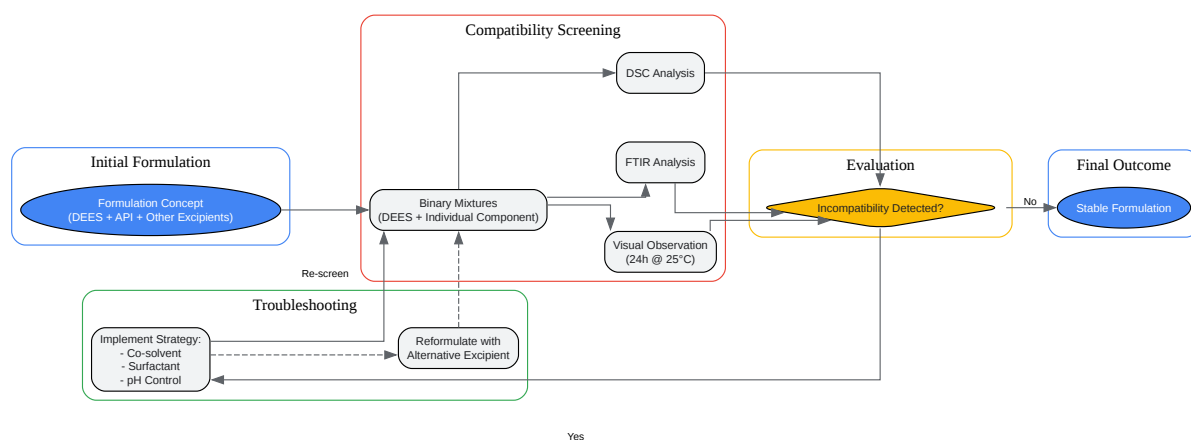 Compatibility Screening
DSC Analysis
Initial Formulation
FTIR Analysis
Evaluation
Final Outcome
Formulation Concept
(DEES + API + Other Excipients)
Binary Mixtures
(DEES + Individual Component)
Incompatibility Detected?
No
Stable Formulation
Visual Observation
(24h @ 25°C)
Re-screen
Troubleshooting
Implement Strategy:
- Co-solvent
- Surfactant
- pH Control
Reformulate with
Alternative Excipient
Yes